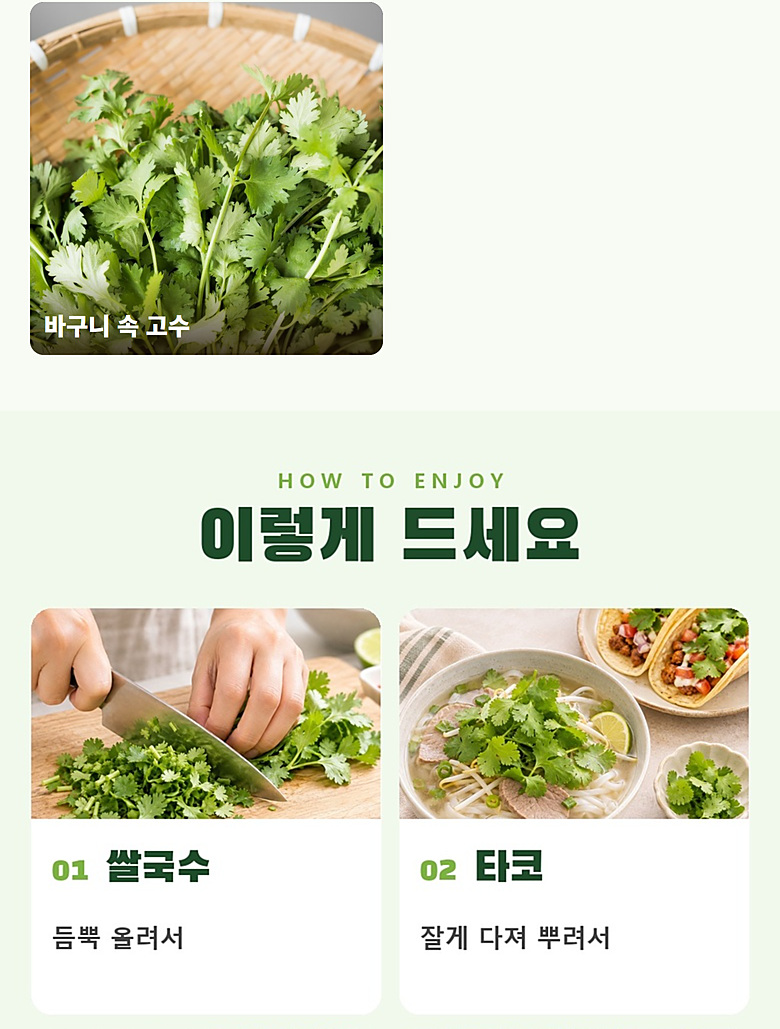 바구니 속 고수
HOW TO ENJOY
이렇게 드세요
01 쌀국수
듬뿍 올려서
02 타코
잘게 다져 뿌려서